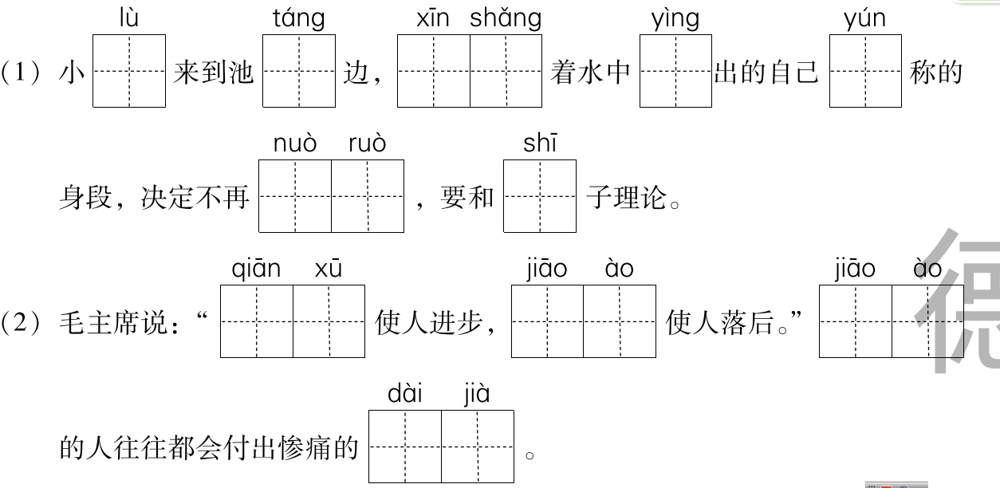 lù táng xīn shǎng yìng yún
(1) 小 来到池 边， 着水中 出的自己 称的
nuò ruò shī
身段，决定不再 ，要和 子理论。
qiān xū jiāo ào jiāo ào
(2) 毛主席说：“ 使人进步， 使人落后。”
dài jià
的人往往都会付出惨痛的 。
德